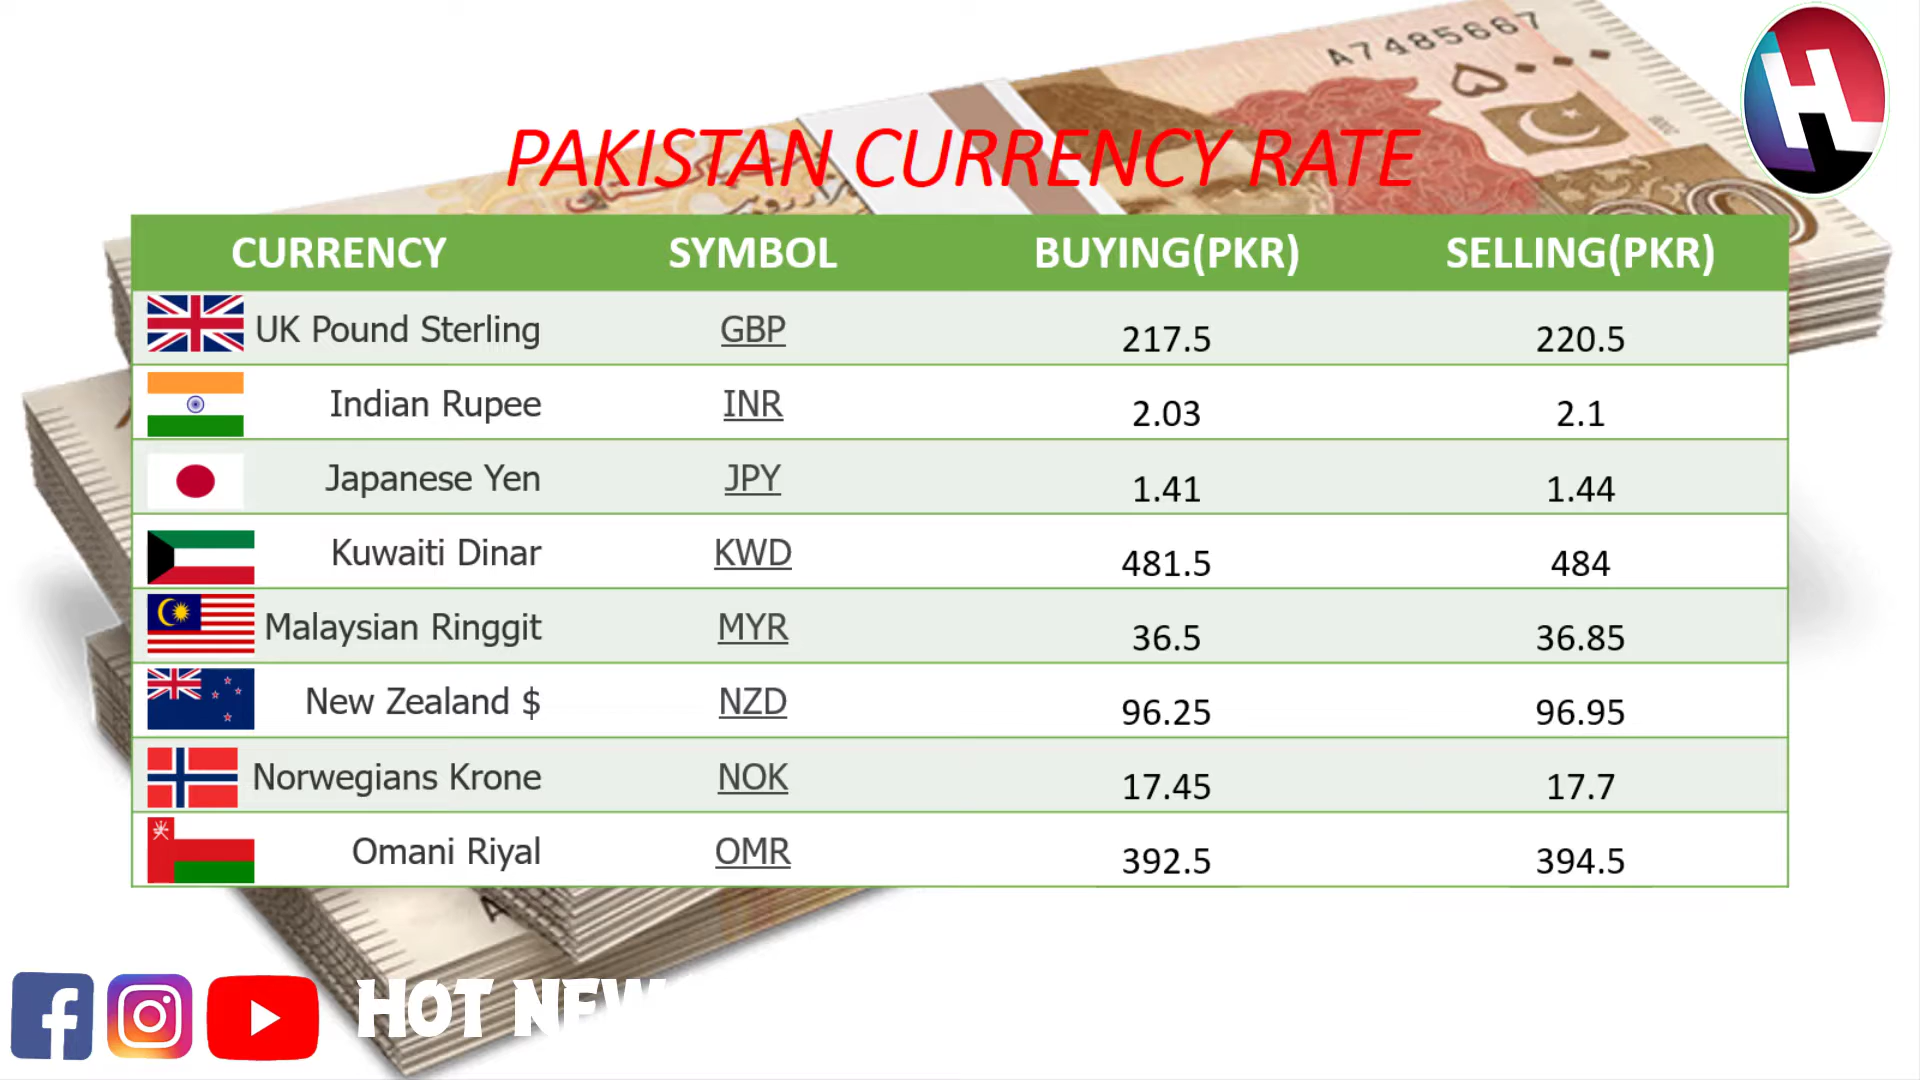 A7485667
۵۰۰۰
PAKISTAN CURRENCY RATE
CURRENCY SYMBOL BUYING(PKR) SELLING(PKR)
UK Pound Sterling GBP 217.5 220.5
Indian Rupee INR 2.03 2.1
Japanese Yen JPY 1.41 1.44
Kuwaiti Dinar KWD 481.5 484
Malaysian Ringgit MYR 36.5 36.85
New Zealand $ NZD 96.25 96.95
Norwegians Krone NOK 17.45 17.7
Omani Riyal OMR 392.5 394.5
HOT NEW